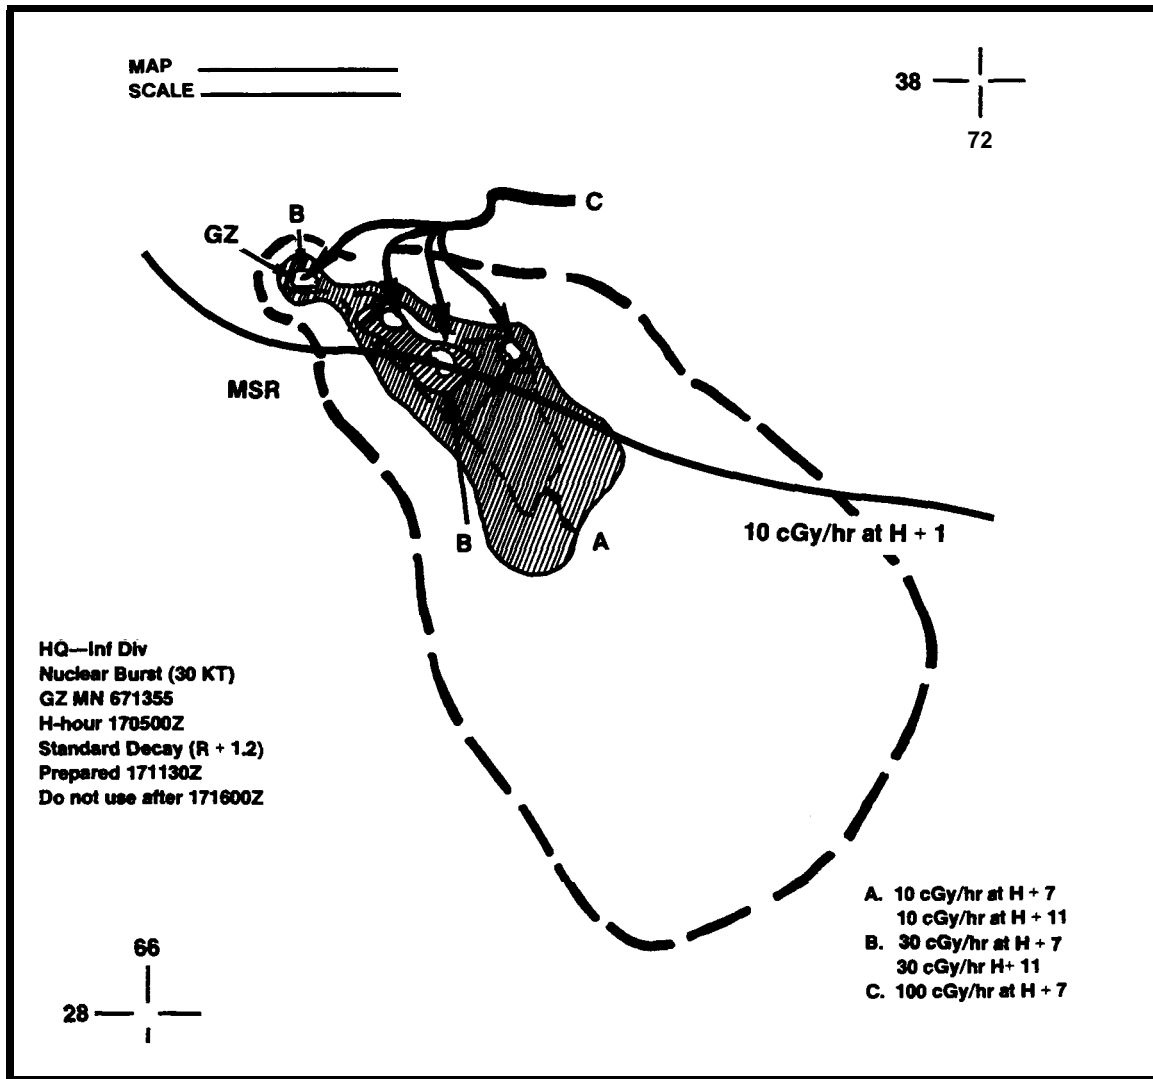 MAP
SCALE
38
72
C
B
GZ
MSR
10 cGy/hr at H + 1
B
A
HQ—Inf Div
Nuclear Burst (30 KT)
GZ MN 671355
H-hour 170500Z
Standard Decay (R + 1.2)
Prepared 171130Z
Do not use after 171600Z
A. 10 cGy/hr at H + 7
10 cGy/hr at H + 11
B. 30 cGy/hr at H + 7
30 cGy/hr H+ 11
C. 100 cGy/hr at H + 7
66
28